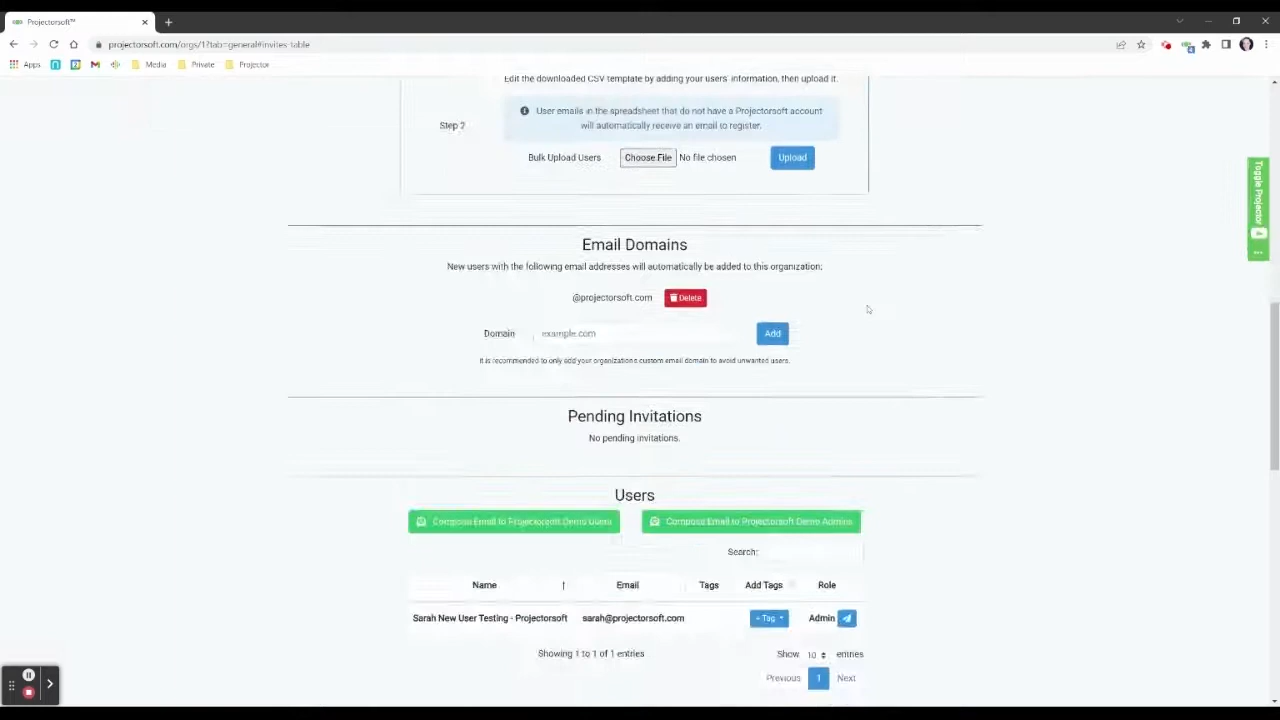 Projectorsoft™
projectorsoft.com/orgs/1?tab=general#invites-table
Apps Media Private Projector
Edit the downloaded CSV template by adding your users' information, then upload it.
User emails in the spreadsheet that do not have a Projectorsoft account
Step 2
will automatically receive an email to register.
Bulk Upload Users Choose File No file chosen Upload
Toggle Projector
Email Domains
New users with the following email addresses will automatically be added to this organization:
@projectorsoft.com Delete
Domain example.com Add
It is recommended to only add your organizations custom email domain to avoid unwanted users.
Pending Invitations
No pending invitations.
Users
Compose Email to Projectorsoft Demo Users Compose Email to Projectorsoft Demo Admins
Search:
Name ↑ Email Tags Add Tags Role
Sarah New User Testing - Projectorsoft sarah@projectorsoft.com + Tag Admin
Showing 1 to 1 of 1 entries Show 10 entries
Previous 1 Next